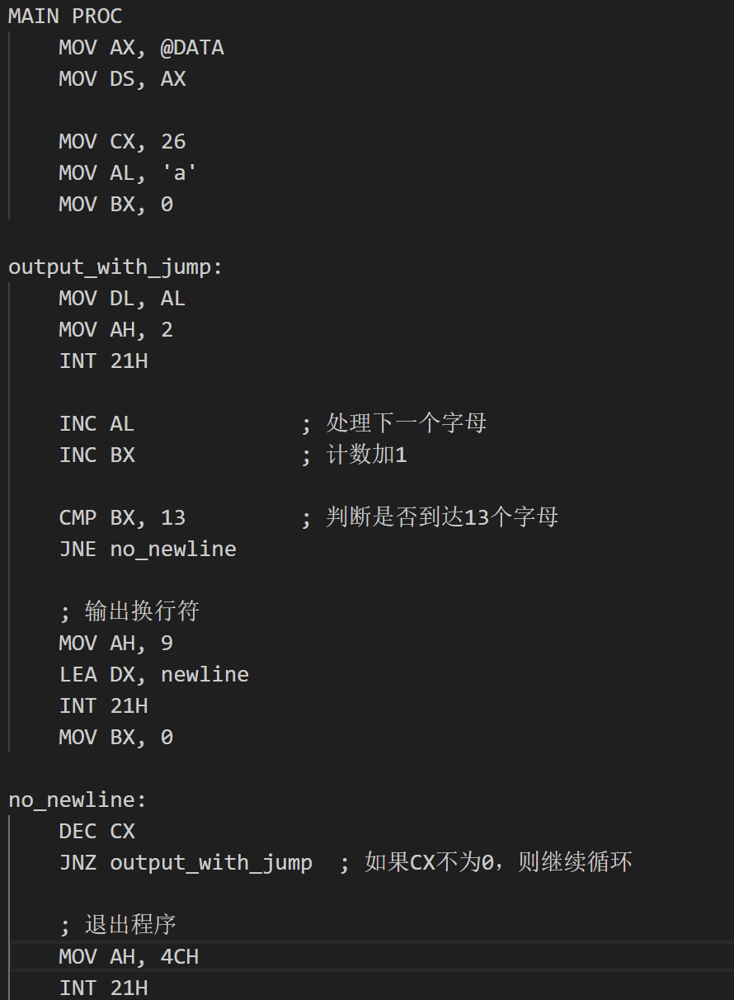 MAIN PROC
MOV AX, @DATA
MOV DS, AX
MOV CX, 26
MOV AL, 'a'
MOV BX, 0
output_with_jump:
MOV DL, AL
MOV AH, 2
INT 21H
INC AL ; 处理下一个字母
INC BX ; 计数加1
CMP BX, 13 ; 判断是否到达13个字母
JNE no_newline
; 输出换行符
MOV AH, 9
LEA DX, newline
INT 21H
MOV BX, 0
no_newline:
DEC CX
JNZ output_with_jump ; 如果CX不为0，则继续循环
; 退出程序
MOV AH, 4CH
INT 21H